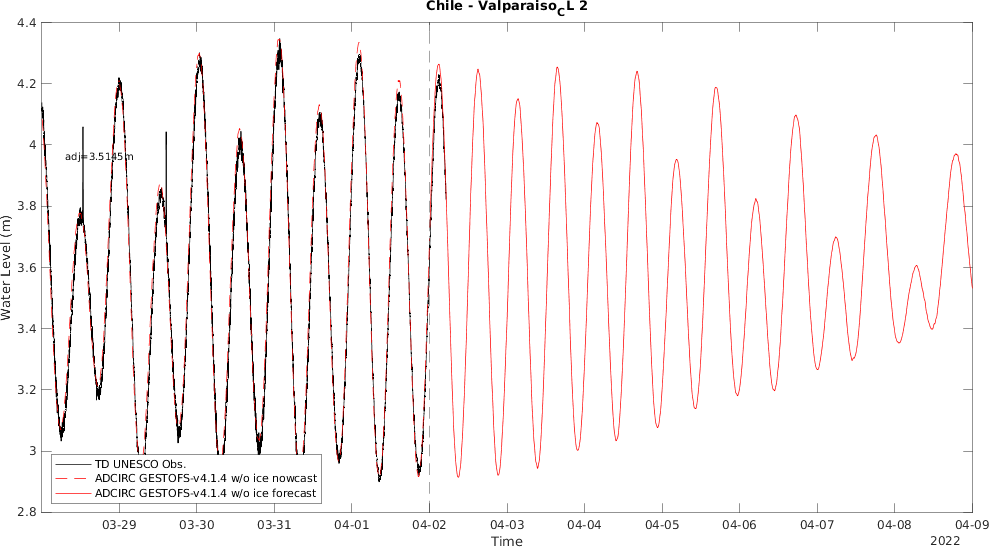 Chile - Valparaiso_CL 2
4.4
4.2
4
3.8
3.6
3.4
3.2
3
2.8
Water Level (m)
adj=3.5145m
TD UNESCO Obs.
ADCIRC GESTOFS-v4.1.4 w/o ice nowcast
ADCIRC GESTOFS-v4.1.4 w/o ice forecast
03-29 03-30 03-31 04-01 04-02 04-03 04-04 04-05 04-06 04-07 04-08 04-09
Time
2022